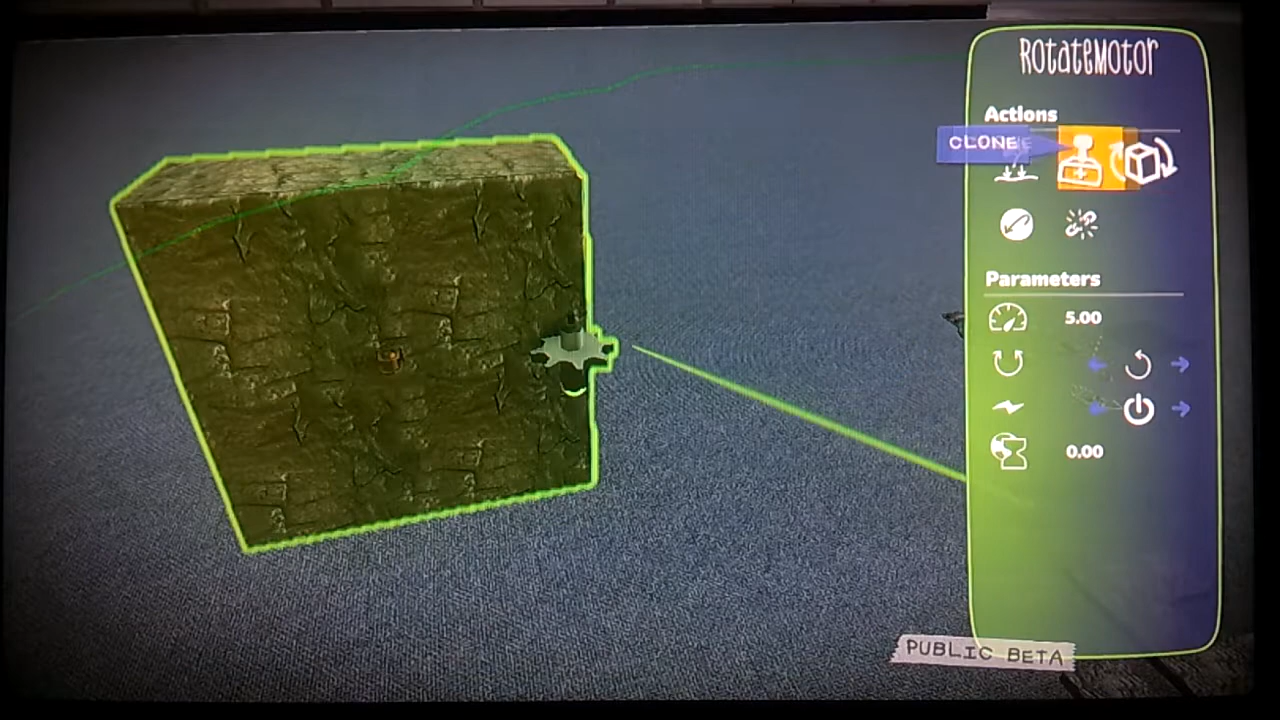 RotateMotor
Actions
CLONE
Parameters
5.00
0.00
PUBLIC BETA